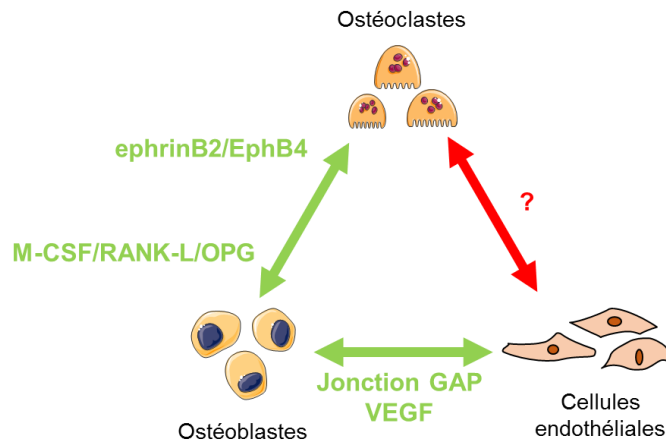 Ostéoclastes
ephrinB2/EphB4
?
M-CSF/RANK-L/OPG
Jonction GAP
VEGF
Ostéoblastes
Cellules
endothéliales